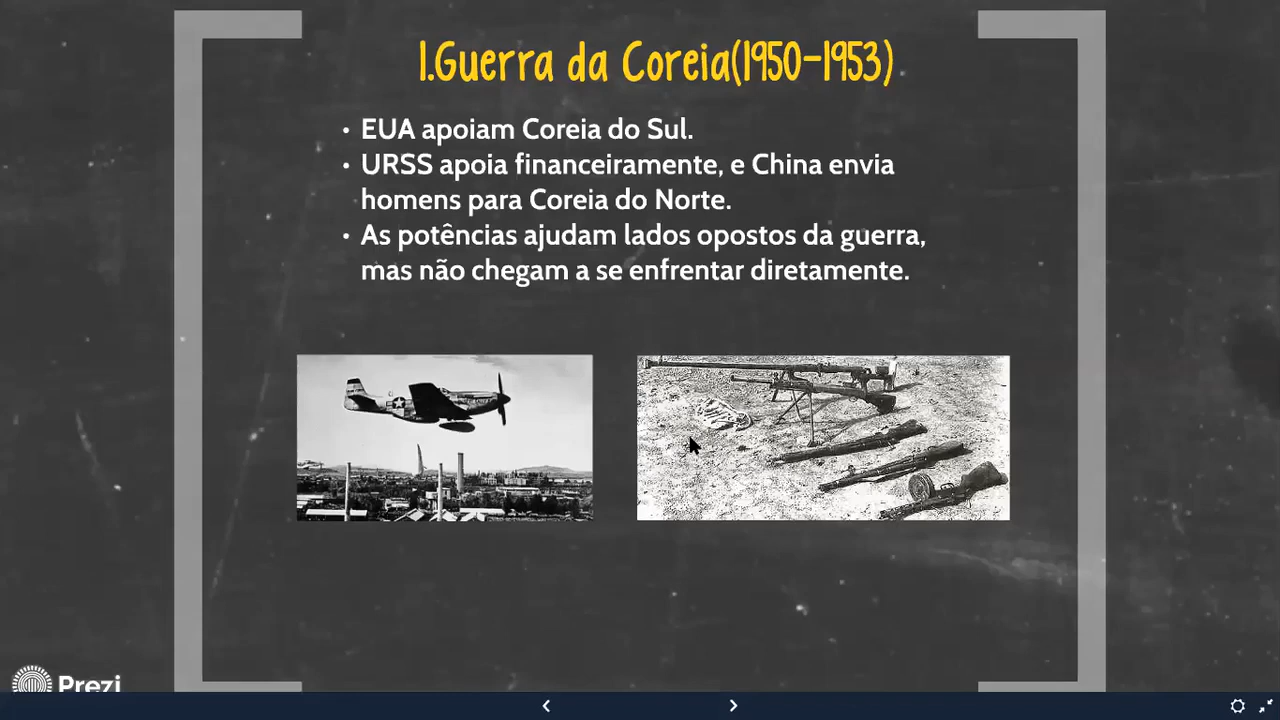 1.Guerra da Coreia(1950-1953)
• EUA apoiam Coreia do Sul.
• URSS apoia financeiramente, e China envia
homens para Coreia do Norte.
• As potências ajudam lados opostos da guerra,
mas não chegam a se enfrentar diretamente.
Prezi